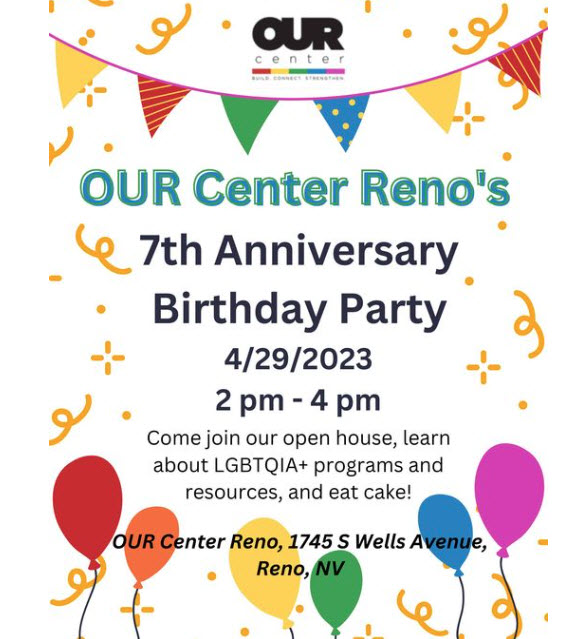 OUR
center
BUILD. CONNECT. STRENGTHEN
OUR Center Reno's
7th Anniversary
Birthday Party
4/29/2023
2 pm - 4 pm
Come join our open house, learn
about LGBTQIA+ programs and
resources, and eat cake!
OUR Center Reno, 1745 S Wells Avenue,
Reno, NV